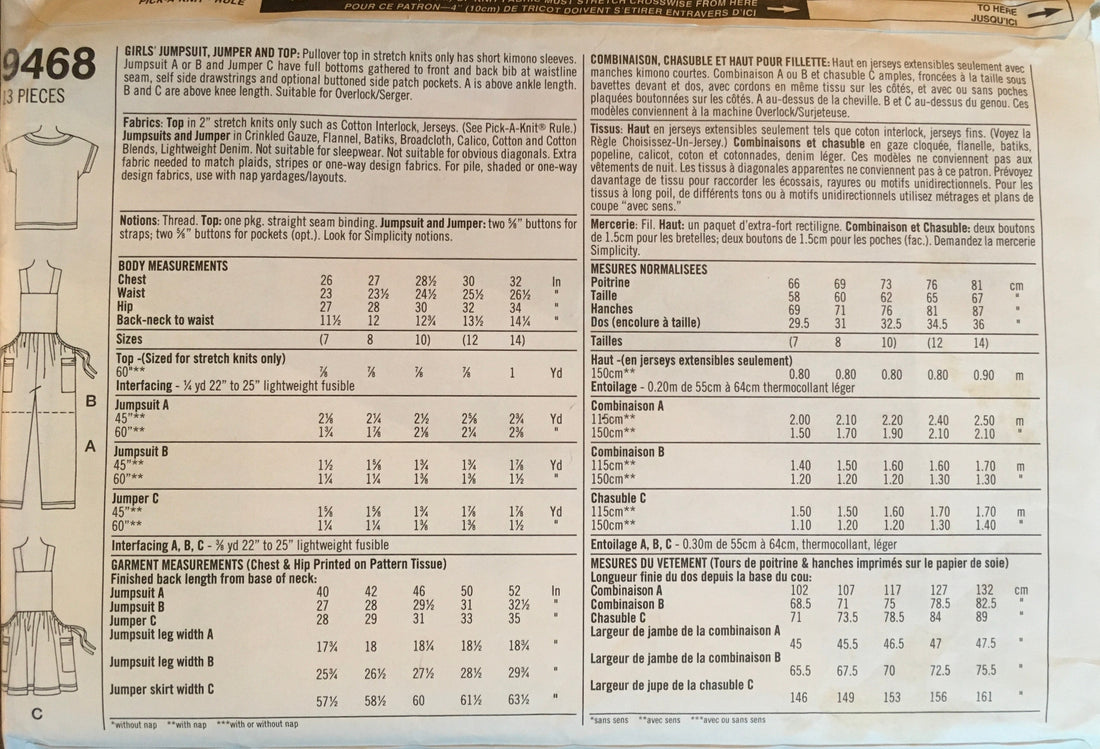 PICK-A-KNIT® RULE
MUST STRETCH CROSSWISE FROM HERE
POUR CE PATRON—4" (10cm) DE TRICOT DOIVENT S'ETIRER ENTRAVERS D'ICI
TO HERE
JUSQU'ICI
9468
13 PIECES
GIRLS' JUMPSUIT, JUMPER AND TOP: Pullover top in stretch knits only has short kimono sleeves.
Jumpsuit A or B and Jumper C have full bottoms gathered to front and back bib at waistline
seam, self side drawstrings and optional buttoned side patch pockets. A is above ankle length.
B and C are above knee length. Suitable for Overlock/Serger.
Fabrics: Top in 2" stretch knits only such as Cotton Interlock, Jerseys. (See Pick-A-Knit® Rule.)
Jumpsuits and Jumper in Crinkled Gauze, Flannel, Batiks, Broadcloth, Calico, Cotton and Cotton
Blends, Lightweight Denim. Not suitable for sleepwear. Not suitable for obvious diagonals. Extra
fabric needed to match plaids, stripes or one-way design fabrics. For pile, shaded or one-way
design fabrics, use with nap yardages/layouts.
Notions: Thread. Top: one pkg. straight seam binding. Jumpsuit and Jumper: two ⅝" buttons for
straps; two ⅝" buttons for pockets (opt.). Look for Simplicity notions.
BODY MEASUREMENTS
Chest 26 27 28½ 30 32 In
Waist 23 23½ 24½ 25½ 26½ "
Hip 27 28 30 32 34 "
Back-neck to waist 11½ 12 12¾ 13½ 14¼ "
Sizes (7 8 10) (12 14)
Top -(Sized for stretch knits only)
60"** ⅞ ⅞ ⅞ ⅞ 1 Yd
Interfacing - ¼ yd 22" to 25" lightweight fusible
Jumpsuit A
45"** 2⅛ 2¼ 2½ 2⅝ 2¾ Yd
60"** 1¾ 1⅞ 2⅛ 2¼ 2⅜ "
Jumpsuit B
45"** 1½ 1⅝ 1¾ 1¾ 1⅞ Yd
60"** 1¼ 1¼ 1⅜ 1⅜ 1½ "
Jumper C
45"** 1⅝ 1⅝ 1¾ 1⅞ 1⅞ Yd
60"** 1¼ 1¼ 1⅜ 1⅜ 1½ "
Interfacing A, B, C - ⅜ yd 22" to 25" lightweight fusible
GARMENT MEASUREMENTS (Chest & Hip Printed on Pattern Tissue)
Finished back length from base of neck:
Jumpsuit A 40 42 46 50 52 In
Jumpsuit B 27 28 29½ 31 32½ "
Jumper C 28 29 31 33 35 "
Jumpsuit leg width A
17¾ 18 18¼ 18½ 18¾ "
Jumpsuit leg width B
25¾ 26½ 27½ 28½ 29¾ "
Jumper skirt width C
57½ 58½ 60 61½ 63½ "
*without nap **with nap ***with or without nap
B
A
C
COMBINAISON, CHASUBLE ET HAUT POUR FILLETTE: Haut en jerseys extensibles seulement avec
manches kimono courtes. Combinaison A ou B et chasuble C amples, froncées à la taille sous
bavettes devant et dos, avec cordons en même tissu sur les côtés, et avec ou sans poches
plaquées boutonnées sur les côtés. A au-dessus de la cheville. B et C au-dessus du genou. Ces
modèles conviennent à la machine Overlock/Surjeteuse.
Tissus: Haut en jerseys extensibles seulement tels que coton interlock, jerseys fins. (Voyez la
Règle Choisissez-Un-Jersey.) Combinaisons et chasuble en gaze cloquée, flanelle, batiks,
popeline, calicot, coton et cotonnades, denim léger. Ces modèles ne conviennent pas aux
vêtements de nuit. Les tissus à diagonales apparentes ne conviennent pas à ce patron. Prévoyez
davantage de tissu pour raccorder les écossais, rayures ou motifs unidirectionnels. Pour les
tissus à long poil, de différents tons ou à motifs unidirectionnels utilisez métrages et plans de
coupe "avec sens."
Mercerie: Fil. Haut: un paquet d'extra-fort rectiligne. Combinaison et Chasuble: deux boutons
de 1.5cm pour les bretelles; deux boutons de 1.5cm pour les poches (fac.). Demandez la mercerie
Simplicity.
MESURES NORMALISEES
Poitrine 66 69 73 76 81 cm
Taille 58 60 62 65 67 "
Hanches 69 71 76 81 87 "
Dos (encolure à taille) 29.5 31 32.5 34.5 36 "
Tailles (7 8 10) (12 14)
Haut -(en jerseys extensibles seulement)
150cm** 0.80 0.80 0.80 0.80 0.90 m
Entoilage - 0.20m de 55cm à 64cm thermocollant léger
Combinaison A
115cm** 2.00 2.10 2.20 2.40 2.50 m
150cm** 1.50 1.70 1.90 2.10 2.10 "
Combinaison B
115cm** 1.40 1.50 1.60 1.60 1.70 m
150cm** 1.20 1.20 1.20 1.30 1.30 "
Chasuble C
115cm** 1.50 1.50 1.60 1.70 1.70 m
150cm** 1.10 1.20 1.20 1.30 1.40 "
Entoilage A, B, C - 0.30m de 55cm à 64cm, thermocollant, léger
MESURES DU VETEMENT (Tours de poitrine & hanches imprimés sur le papier de soie)
Longueur finie du dos depuis la base du cou:
Combinaison A 102 107 117 127 132 cm
Combinaison B 68.5 71 75 78.5 82.5 "
Chasuble C 71 73.5 78.5 84 89 "
Largeur de jambe de la combinaison A
45 45.5 46.5 47 47.5 "
Largeur de jambe de la combinaison B
65.5 67.5 70 72.5 75.5 "
Largeur de jupe de la chasuble C
146 149 153 156 161 "
*sans sens **avec sens ***avec ou sans sens